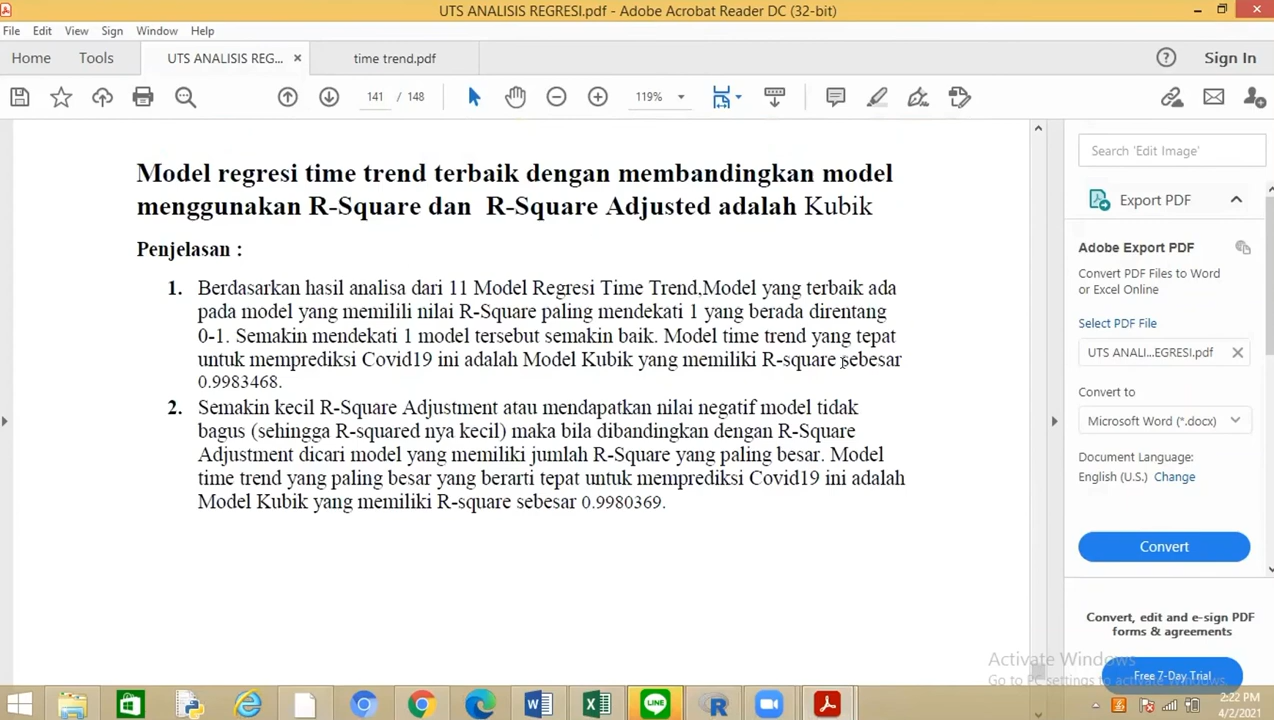 UTS ANALISIS REGRESI.pdf - Adobe Acrobat Reader DC (32-bit)
File Edit View Sign Window Help
Home Tools UTS ANALISIS REG... × time trend.pdf ? Sign In
141 / 148 119%
Model regresi time trend terbaik dengan membandingkan model
menggunakan R-Square dan R-Square Adjusted adalah Kubik
Penjelasan :
1. Berdasarkan hasil analisa dari 11 Model Regresi Time Trend,Model yang terbaik ada
pada model yang memilili nilai R-Square paling mendekati 1 yang berada direntang
0-1. Semakin mendekati 1 model tersebut semakin baik. Model time trend yang tepat
untuk memprediksi Covid19 ini adalah Model Kubik yang memiliki R-square sebesar
0.9983468.
2. Semakin kecil R-Square Adjustment atau mendapatkan nilai negatif model tidak
bagus (sehingga R-squared nya kecil) maka bila dibandingkan dengan R-Square
Adjustment dicari model yang memiliki jumlah R-Square yang paling besar. Model
time trend yang paling besar yang berarti tepat untuk memprediksi Covid19 ini adalah
Model Kubik yang memiliki R-square sebesar 0.9980369.
Search 'Edit Image'
Export PDF
Adobe Export PDF
Convert PDF Files to Word
or Excel Online
Select PDF File
UTS ANALI...EGRESI.pdf ×
Convert to
Microsoft Word (*.docx)
Document Language:
English (U.S.) Change
Convert
Convert, edit and e-sign PDF
forms & agreements
Free 7-Day Trial
Activate Windows
Go to PC settings to activate Windows.
2:22 PM
4/2/2021